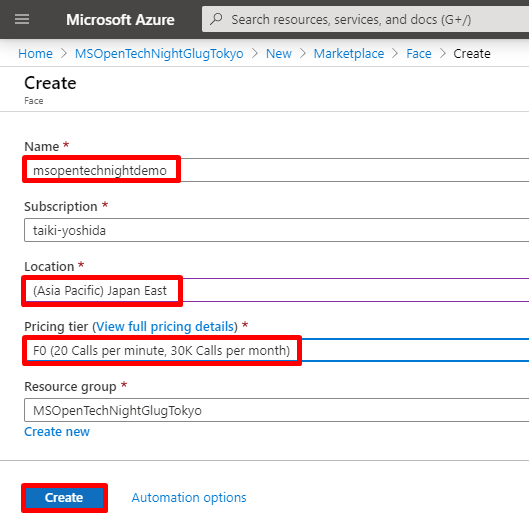 Microsoft Azure
Search resources, services, and docs (G+/)
Home > MSOpenTechNightGlugTokyo > New > Marketplace > Face > Create
Create
Face
Name *
msopentechnightdemo
Subscription *
taiki-yoshida
Location *
(Asia Pacific) Japan East
Pricing tier (View full pricing details) *
F0 (20 Calls per minute, 30K Calls per month)
Resource group *
MSOpenTechNightGlugTokyo
Create new
Create Automation options